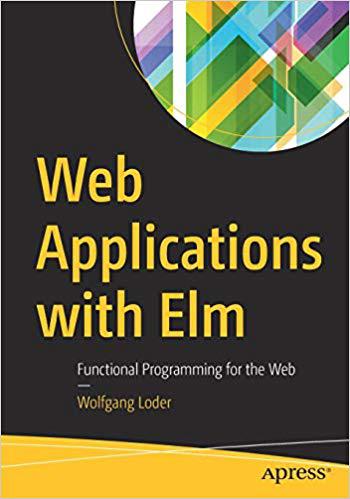 Web
Applications
with Elm
Functional Programming for the Web
—
Wolfgang Loder
Apress®